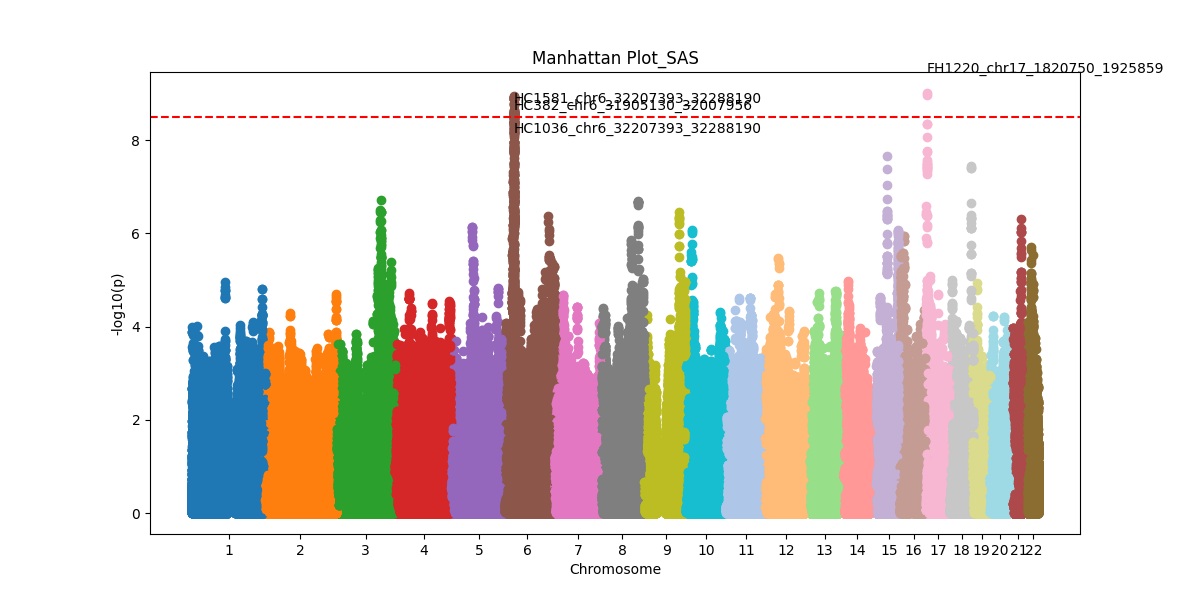 Manhattan Plot_SAS
FH1220_chr17_1820750_1925859
HC1581_chr6_32207393_32288190
HC382_chr6_31905130_32007956
HC1036_chr6_32207393_32288190
8
6
4
2
0
-log10(p)
1 2 3 4 5 6 7 8 9 10 11 12 13 14 15 16 17 18 19 20 21 22
Chromosome